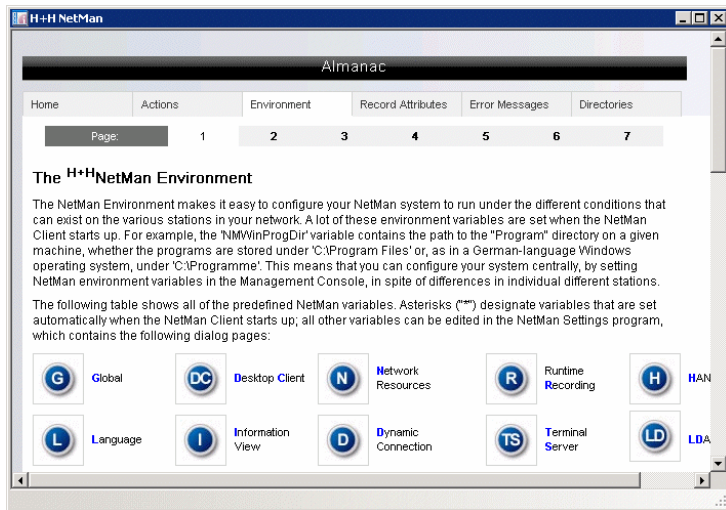 H+H NetMan
Almanac
Home Actions Environment Record Attributes Error Messages Directories
Page: 1 2 3 4 5 6 7
The H+HNetMan Environment
The NetMan Environment makes it easy to configure your NetMan system to run under the different conditions that
can exist on the various stations in your network. A lot of these environment variables are set when the NetMan
Client starts up. For example, the 'NMWinProgDir' variable contains the path to the "Program" directory on a given
machine, whether the programs are stored under 'C:\Program Files' or, as in a German-language Windows
operating system, under 'C:\Programme'. This means that you can configure your system centrally, by setting
NetMan environment variables in the Management Console, in spite of differences in individual different stations.
The following table shows all of the predefined NetMan variables. Asterisks ("*") designate variables that are set
automatically when the NetMan Client starts up; all other variables can be edited in the NetMan Settings program,
which contains the following dialog pages:
G Global
DC Desktop Client
N Network
Resources
R Runtime
Recording
H HAN
L Language
I Information
View
D Dynamic
Connection
TS Terminal
Server
LD LDA